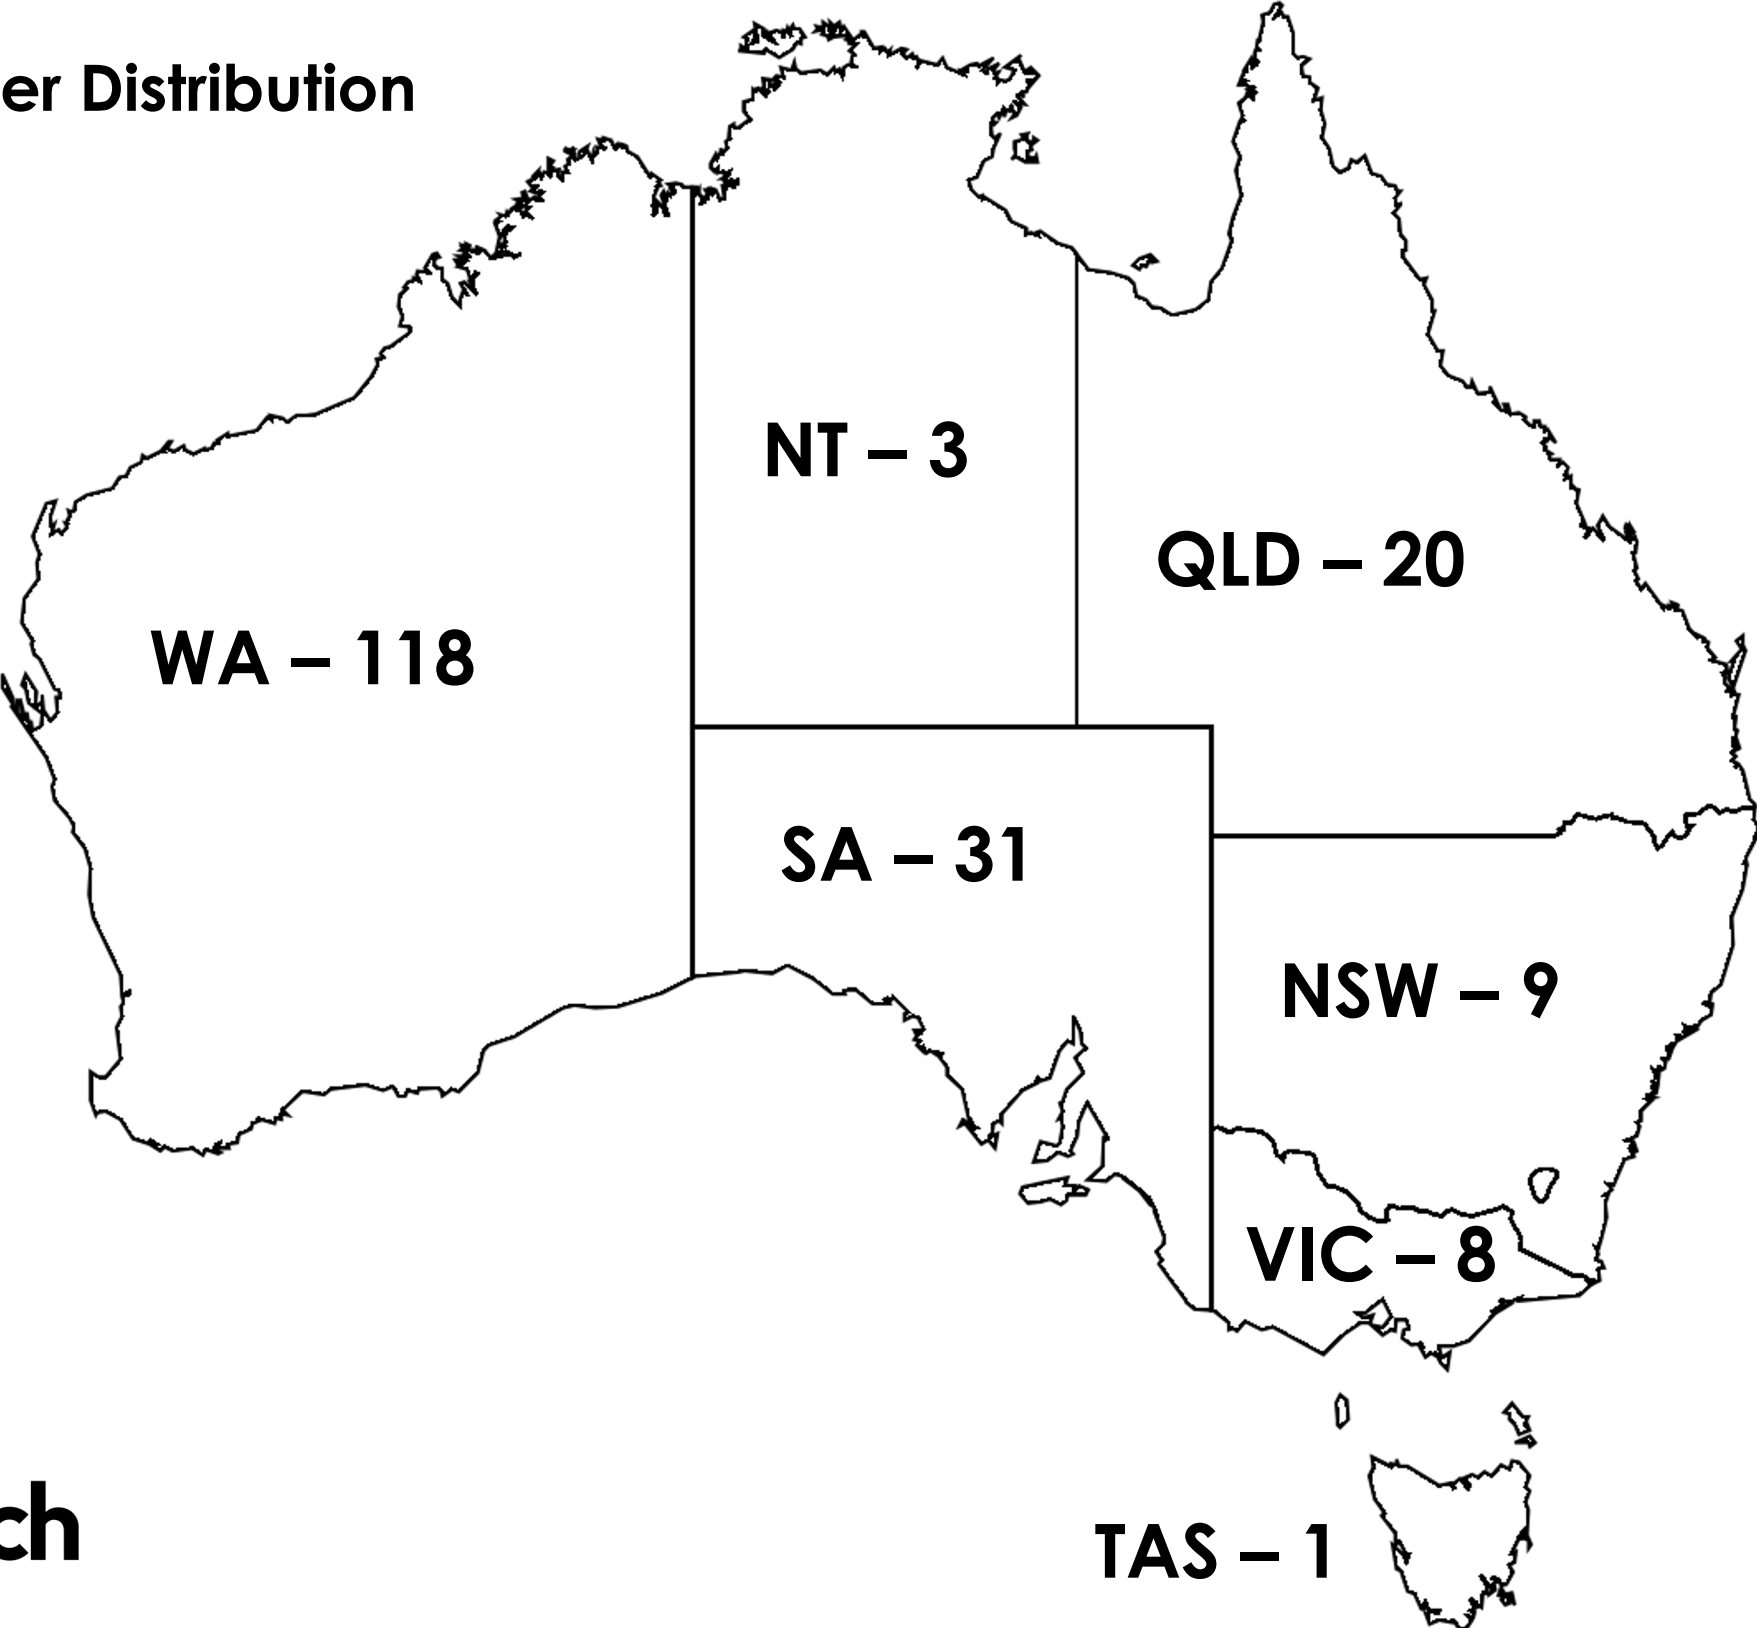 er Distribution
NT – 3
QLD – 20
WA – 118
SA – 31
NSW – 9
VIC – 8
ch
TAS – 1